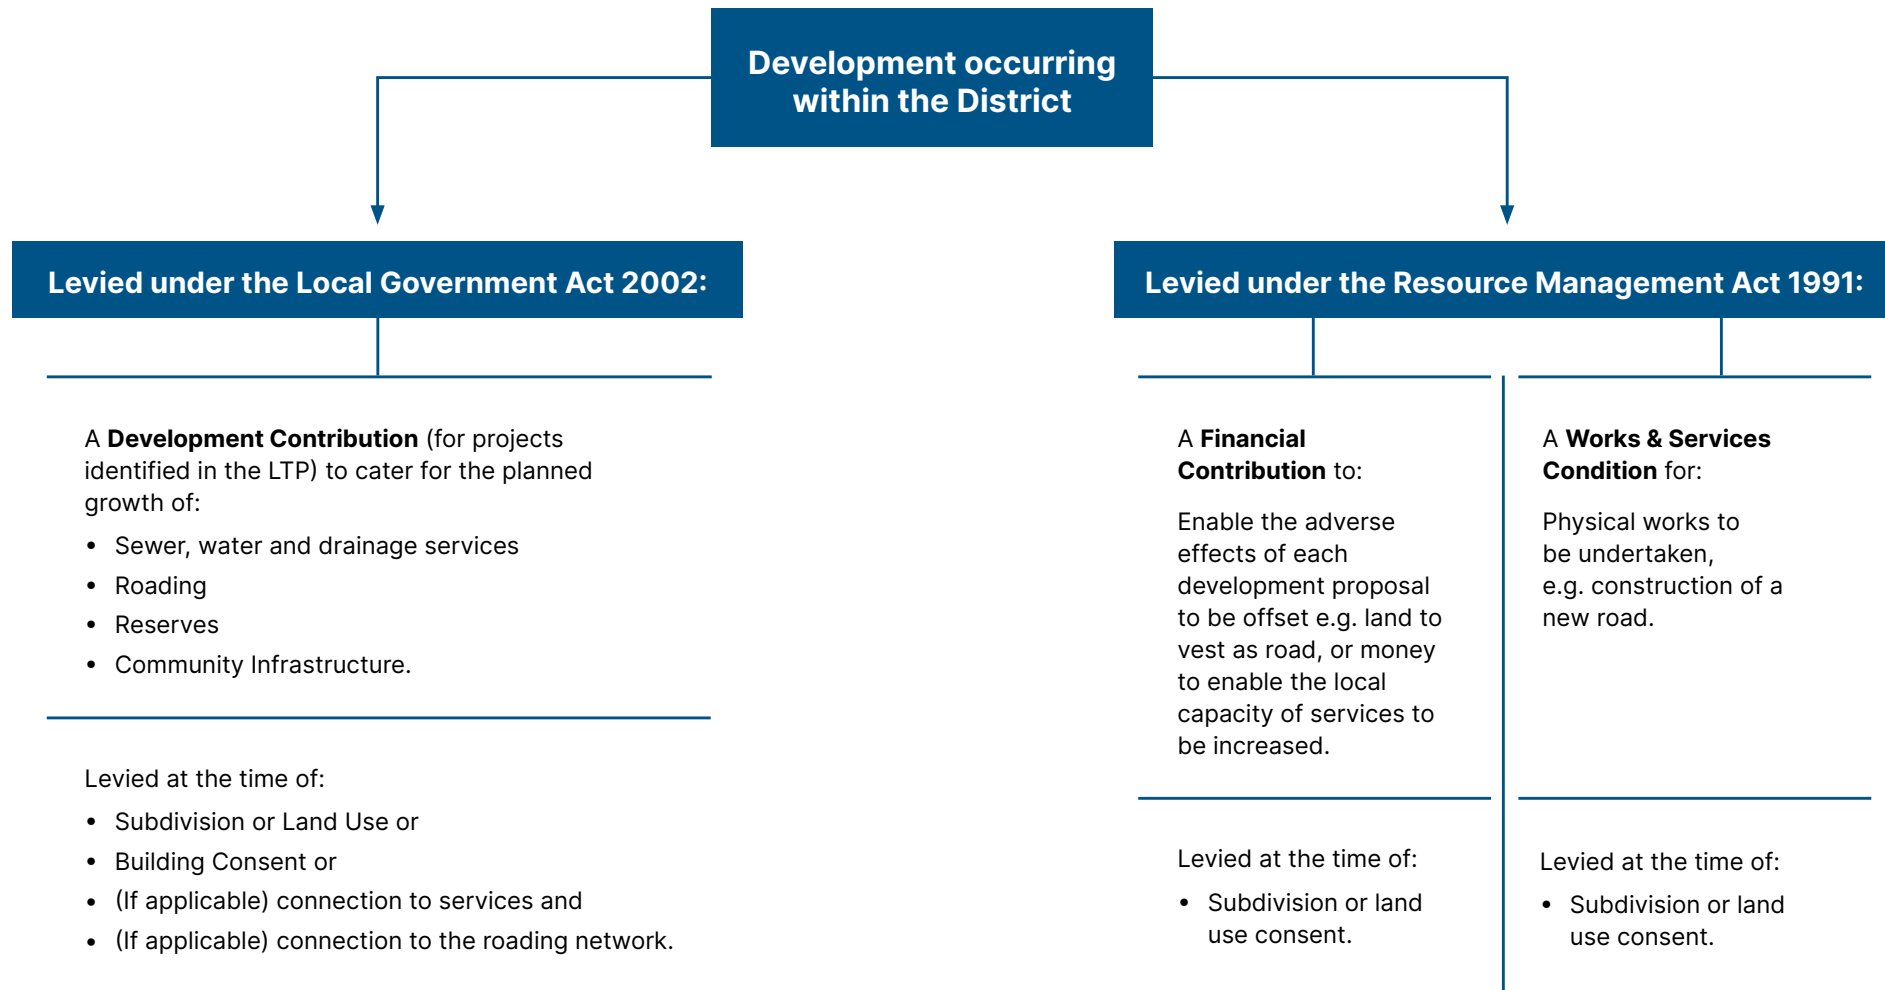 Development occurring
within the District
Levied under the Local Government Act 2002:
A Development Contribution (for projects
identified in the LTP) to cater for the planned
growth of:
• Sewer, water and drainage services
• Roading
• Reserves
• Community Infrastructure.
Levied at the time of:
• Subdivision or Land Use or
• Building Consent or
• (If applicable) connection to services and
• (If applicable) connection to the roading network.
Levied under the Resource Management Act 1991:
A Financial
Contribution to:
Enable the adverse
effects of each
development proposal
to be offset e.g. land to
vest as road, or money
to enable the local
capacity of services to
be increased.
Levied at the time of:
• Subdivision or land
use consent.
A Works & Services
Condition for:
Physical works to
be undertaken,
e.g. construction of a
new road.
Levied at the time of:
• Subdivision or land
use consent.